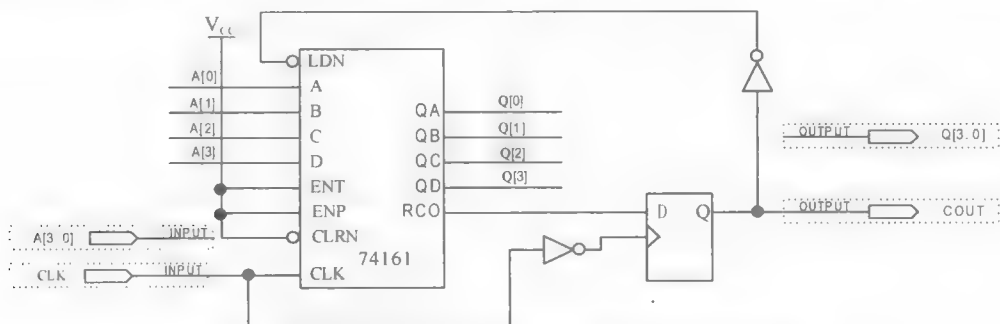 Vcc
LDN
A[0] A
A[1] B QA Q[0]
A[2] C QB Q[1] OUTPUT Q[3..0]
A[3] D QC Q[2]
ENT QD Q[3]
ENP RCO D Q OUTPUT COUT
A[3 0] INPUT CLRN
74161
CLK INPUT CLK